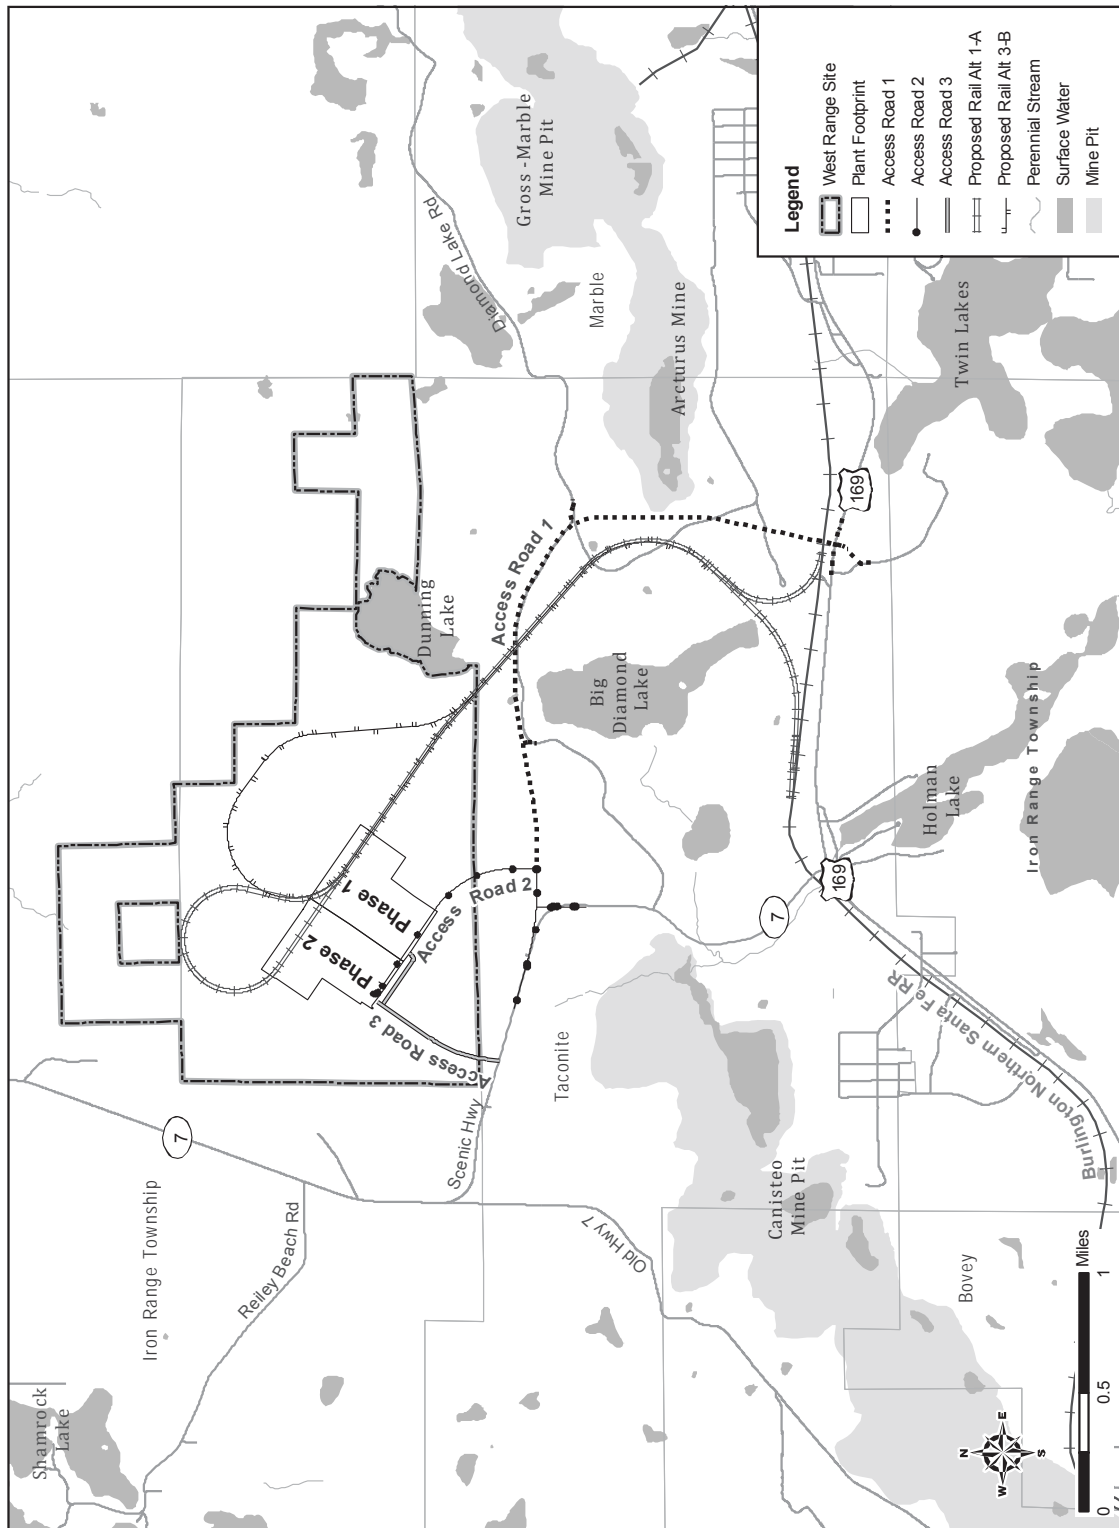 Shamrock
Lake
Iron Range Township
Reiley Beach Rd
7
Scenic Hwy
Old Hwy 7
Access Road 3
Phase 2
Phase 1
Access Road 2
Access Road 1
Dunning
Lake
Diamond Lake Rd
Gross-Marble
Mine Pit
Marble
Arcturus Mine
Big
Diamond
Lake
Taconite
Canisteo
Mine Pit
7
169
169
Holman
Lake
Twin Lakes
Iron Range Township
Burlington Northern Santa Fe RR
Bovey
N
W
E
S
0
0.5
1
Miles
Legend
West Range Site
Plant Footprint
Access Road 1
Access Road 2
Access Road 3
Proposed Rail Alt 1-A
Proposed Rail Alt 3-B
Perennial Stream
Surface Water
Mine Pit